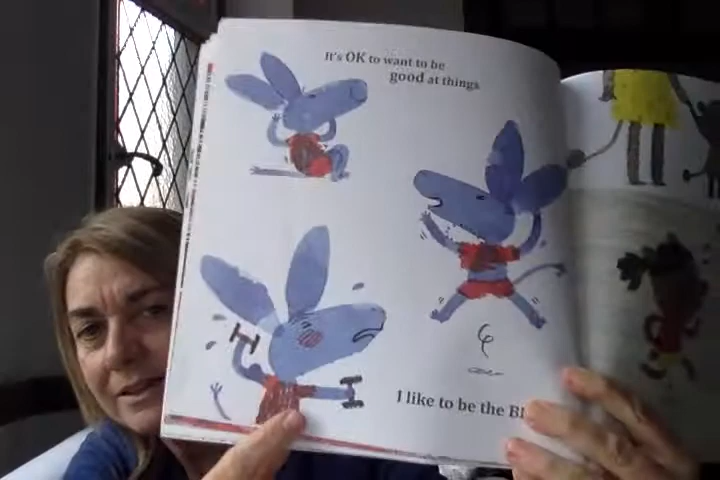 It's OK to want to be
good at things
I like to be the